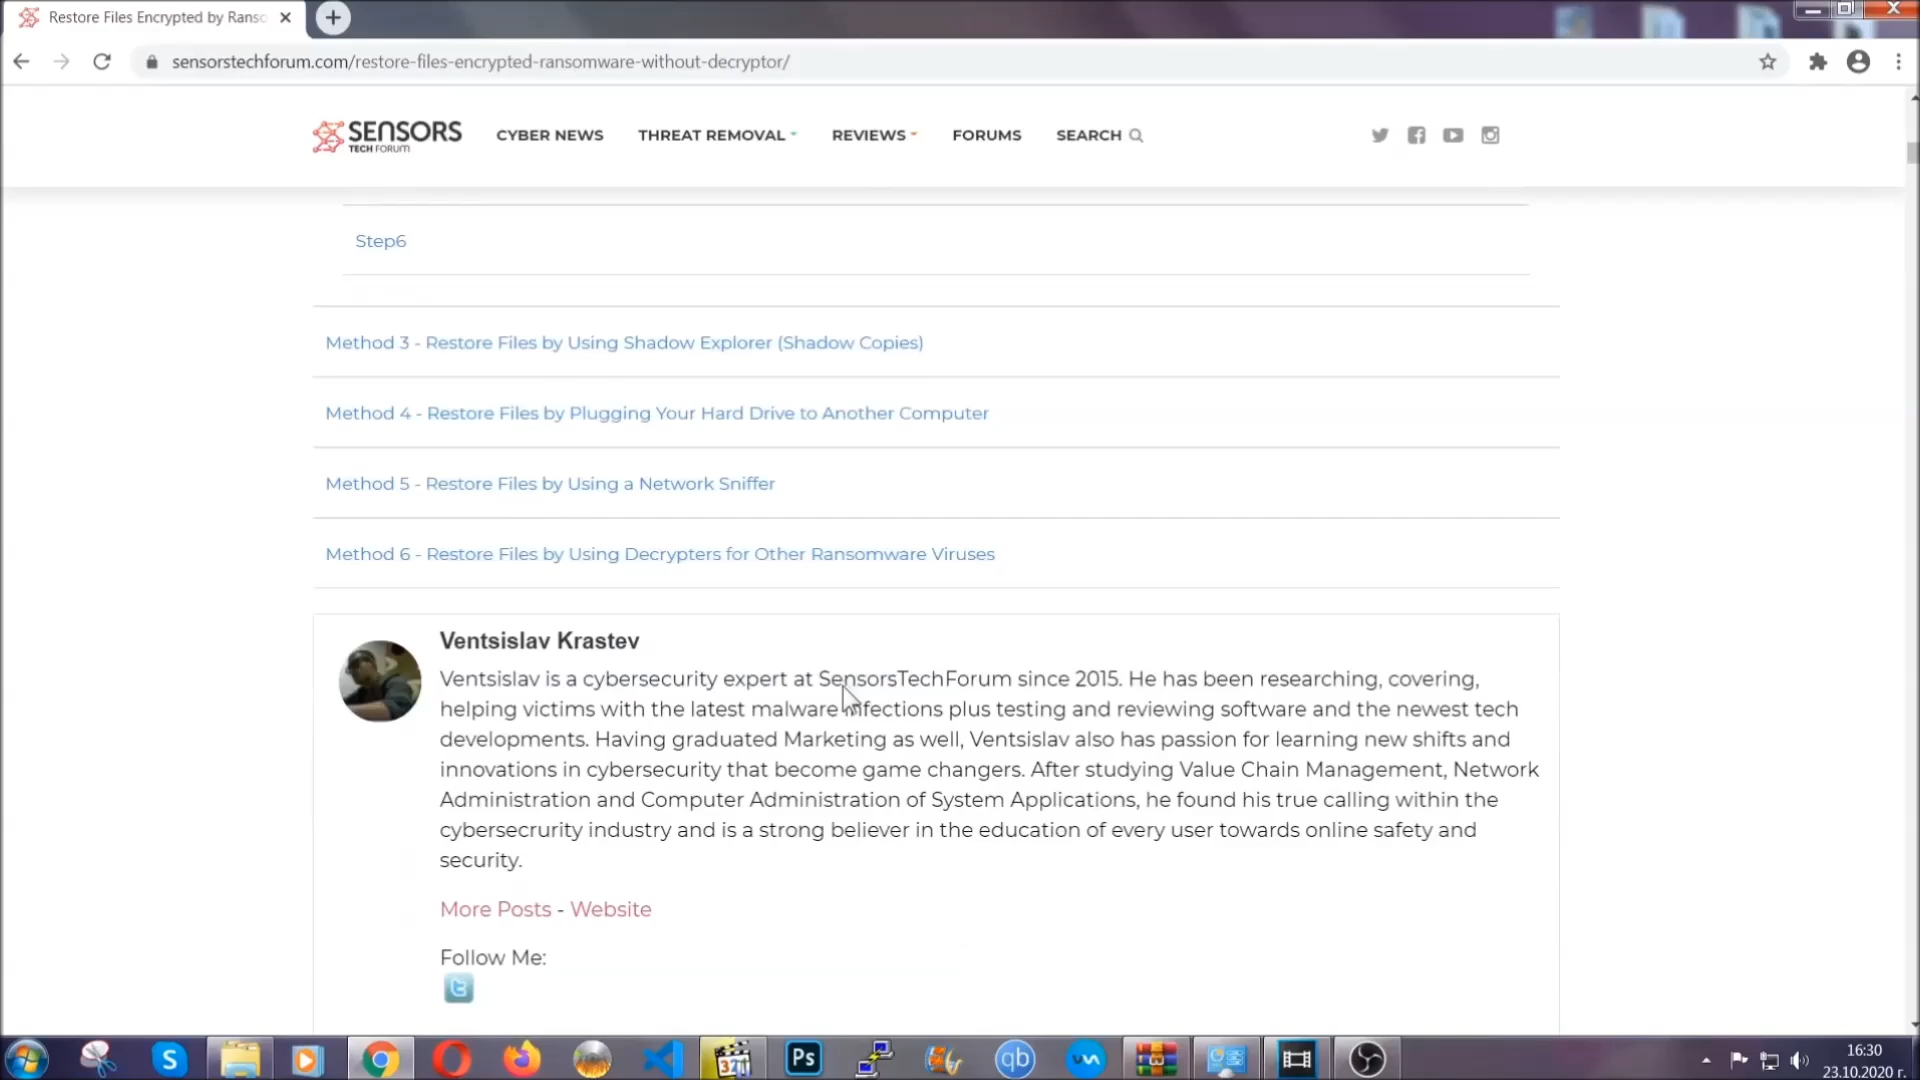 Restore Files Encrypted by Ranso
sensorstechforum.com/restore-files-encrypted-ransomware-without-decryptor/
SENSORS
TECH FORUM
CYBER NEWS
THREAT REMOVAL
REVIEWS
FORUMS
SEARCH
Step6
Method 3 - Restore Files by Using Shadow Explorer (Shadow Copies)
Method 4 - Restore Files by Plugging Your Hard Drive to Another Computer
Method 5 - Restore Files by Using a Network Sniffer
Method 6 - Restore Files by Using Decrypters for Other Ransomware Viruses
Ventsislav Krastev
Ventsislav is a cybersecurity expert at SensorsTechForum since 2015. He has been researching, covering,
helping victims with the latest malware infections plus testing and reviewing software and the newest tech
developments. Having graduated Marketing as well, Ventsislav also has passion for learning new shifts and
innovations in cybersecurity that become game changers. After studying Value Chain Management, Network
Administration and Computer Administration of System Applications, he found his true calling within the
cybersecrurity industry and is a strong believer in the education of every user towards online safety and
security.
More Posts - Website
Follow Me:
S
321
Ps
qb
16:30
23.10.2020 г.